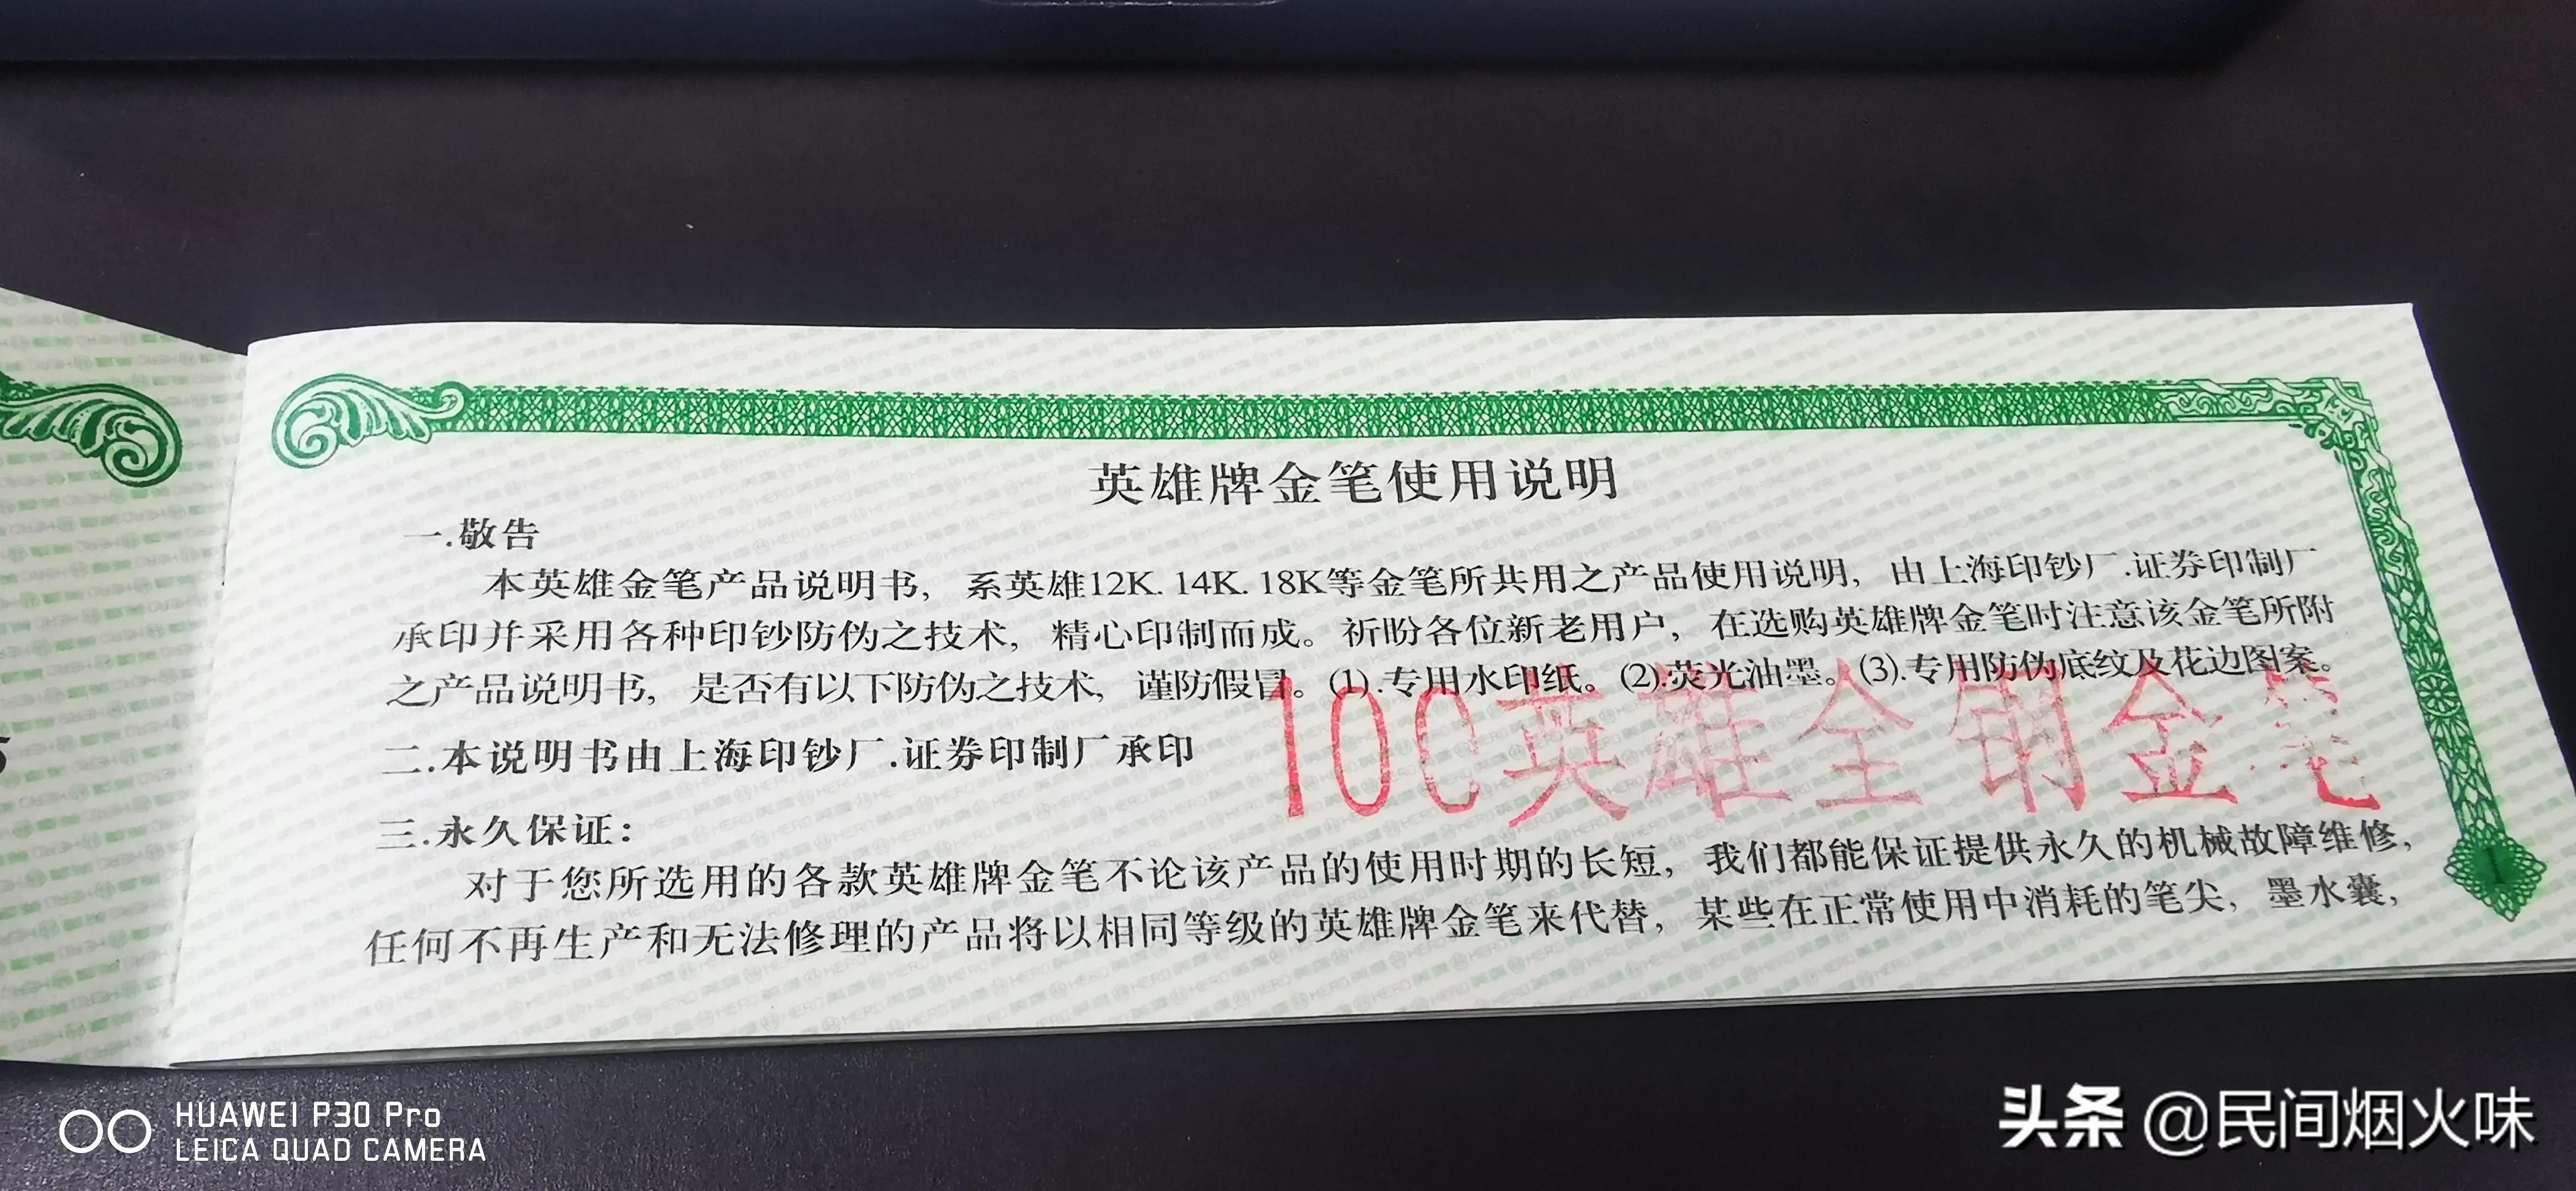 英雄牌金笔使用说明
一.敬告
本英雄金笔产品说明书，系英雄12K. 14K. 18K等金笔所共用之产品使用说明，由上海印钞厂.证券印制厂
承印并采用各种印钞防伪之技术，精心印制而成。祈盼各位新老用户，在选购英雄牌金笔时注意该金笔所附
之产品说明书，是否有以下防伪之技术，谨防假冒。(1).专用水印纸。(2).荧光油墨。(3).专用防伪底纹及花边图案。
10C英雄全钢金笔
二.本说明书由上海印钞厂.证券印制厂承印
三.永久保证：
对于您所选用的各款英雄牌金笔不论该产品的使用时期的长短，我们都能保证提供永久的机械故障维修，
任何不再生产和无法修理的产品将以相同等级的英雄牌金笔来代替，某些在正常使用中消耗的笔尖，墨水囊，
1
HUAWEI P30 Pro
LEICA QUAD CAMERA
头条 @民间烟火味